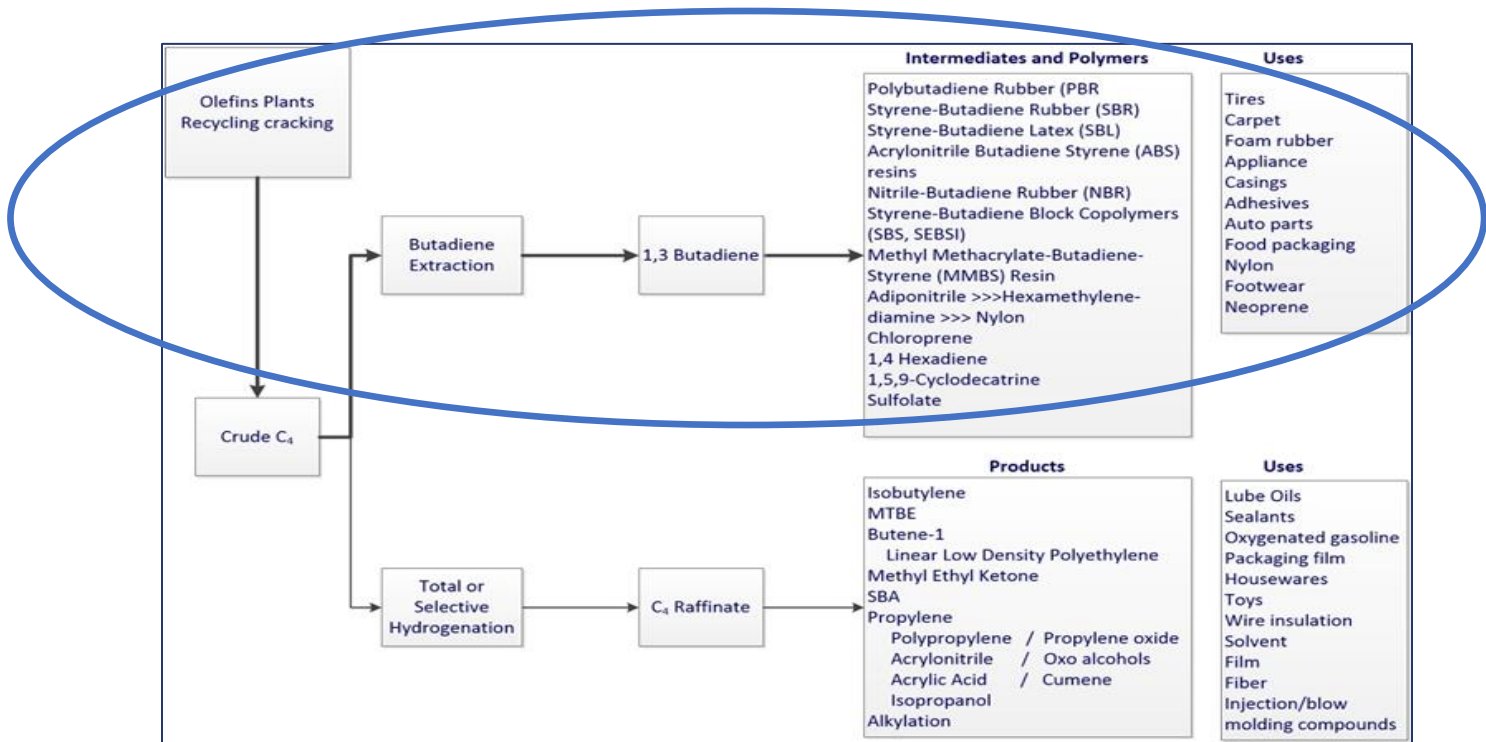 Olefins Plants
Recycling cracking
Crude C₄
Butadiene
Extraction
1,3 Butadiene
Intermediates and Polymers
Polybutadiene Rubber (PBR
Styrene-Butadiene Rubber (SBR)
Styrene-Butadiene Latex (SBL)
Acrylonitrile Butadiene Styrene (ABS)
resins
Nitrile-Butadiene Rubber (NBR)
Styrene-Butadiene Block Copolymers
(SBS, SEBSI)
Methyl Methacrylate-Butadiene-
Styrene (MMBS) Resin
Adiponitrile >>>Hexamethylene-
diamine >>> Nylon
Chloroprene
1,4 Hexadiene
1,5,9-Cyclodecatrine
Sulfolate
Uses
Tires
Carpet
Foam rubber
Appliance
Casings
Adhesives
Auto parts
Food packaging
Nylon
Footwear
Neoprene
Total or
Selective
Hydrogenation
C₄ Raffinate
Products
Isobutylene
MTBE
Butene-1
Linear Low Density Polyethylene
Methyl Ethyl Ketone
SBA
Propylene
Polypropylene / Propylene oxide
Acrylonitrile / Oxo alcohols
Acrylic Acid / Cumene
Isopropanol
Alkylation
Uses
Lube Oils
Sealants
Oxygenated gasoline
Packaging film
Housewares
Toys
Wire insulation
Solvent
Film
Fiber
Injection/blow
molding compounds